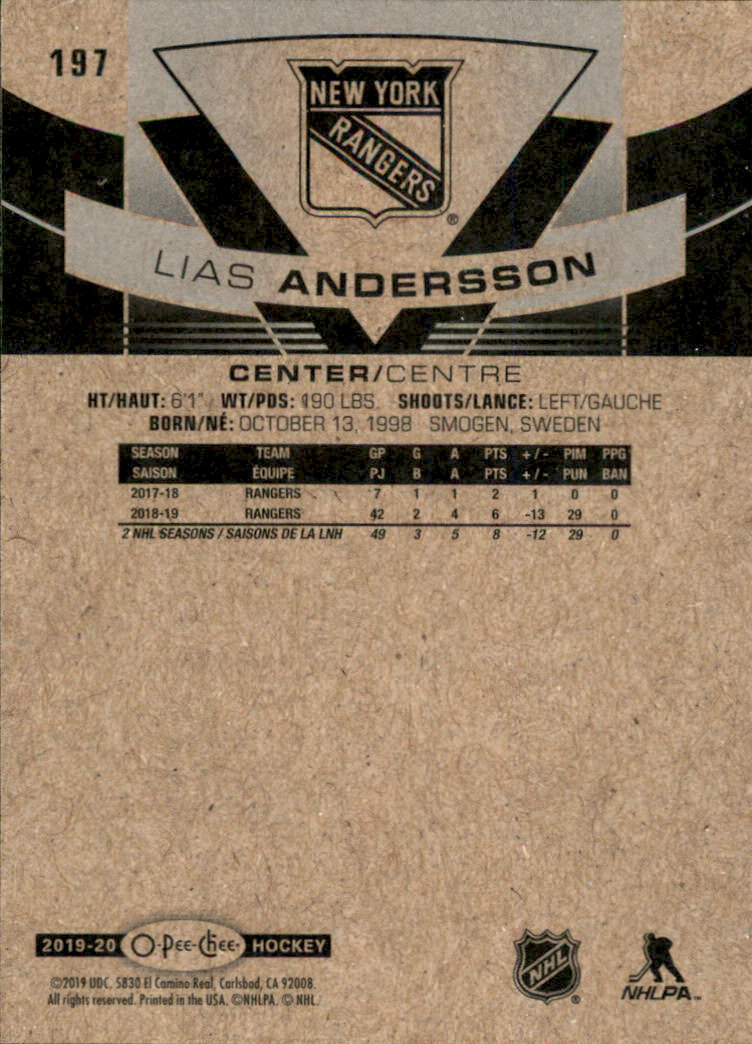 197
NEW YORK
RANGERS
®
LIAS ANDERSSON
CENTER/CENTRE
HT/HAUT: 6'1" WT/PDS: 190 LBS. SHOOTS/LANCE: LEFT/GAUCHE
BORN/NÉ: OCTOBER 13, 1998 SMOGEN, SWEDEN
SEASON TEAM GP G A PTS +/- PIM PPG
SAISON ÉQUIPE PJ B A PTS +/- PUN BAN
2017-18 RANGERS 7 1 1 2 1 0 0
2018-19 RANGERS 42 2 4 6 -13 29 0
2 NHL SEASONS / SAISONS DE LA LNH 49 3 5 8 -12 29 0
2019-20 O-Pee-Chee HOCKEY
©2019 UDC. 5830 El Camino Real, Carlsbad, CA 92008.
All rights reserved. Printed in the USA. ©NHLPA. © NHL.
NHL ®
NHLPA™